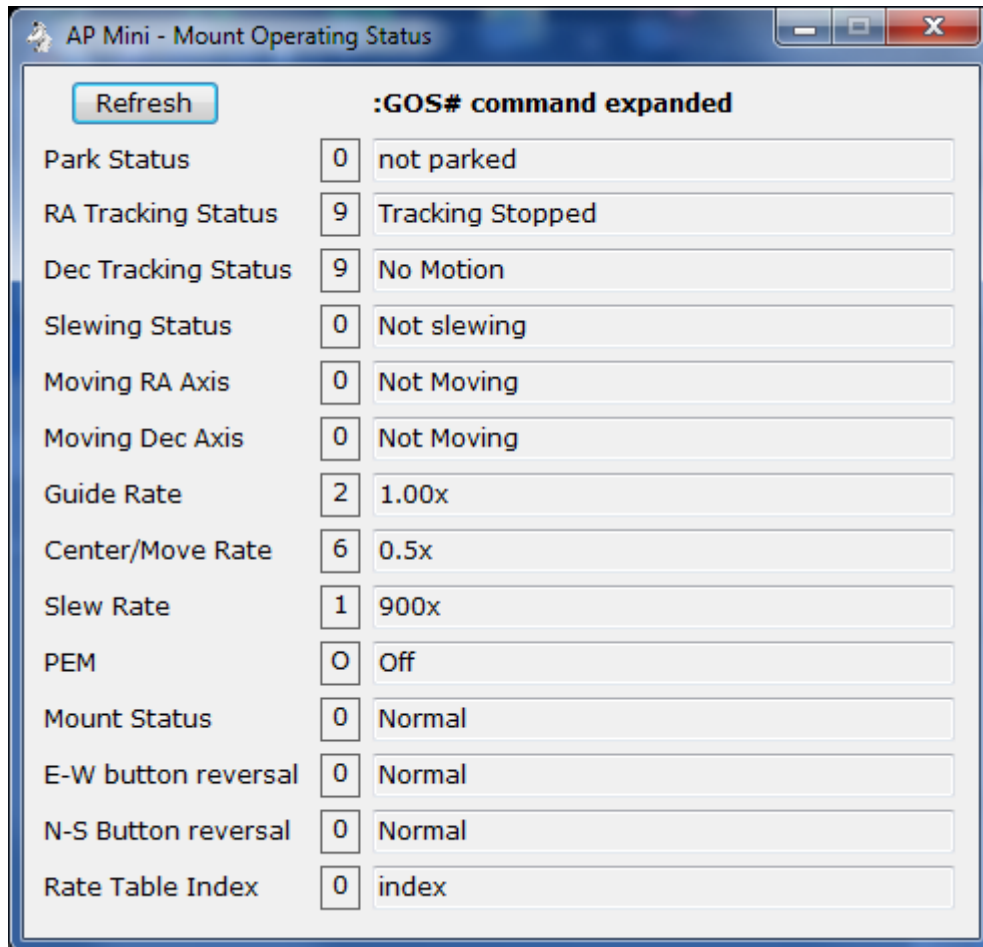 AP Mini - Mount Operating Status
Refresh :GOS# command expanded
Park Status 0 not parked
RA Tracking Status 9 Tracking Stopped
Dec Tracking Status 9 No Motion
Slewing Status 0 Not slewing
Moving RA Axis 0 Not Moving
Moving Dec Axis 0 Not Moving
Guide Rate 2 1.00x
Center/Move Rate 6 0.5x
Slew Rate 1 900x
PEM O Off
Mount Status 0 Normal
E-W button reversal 0 Normal
N-S Button reversal 0 Normal
Rate Table Index 0 index